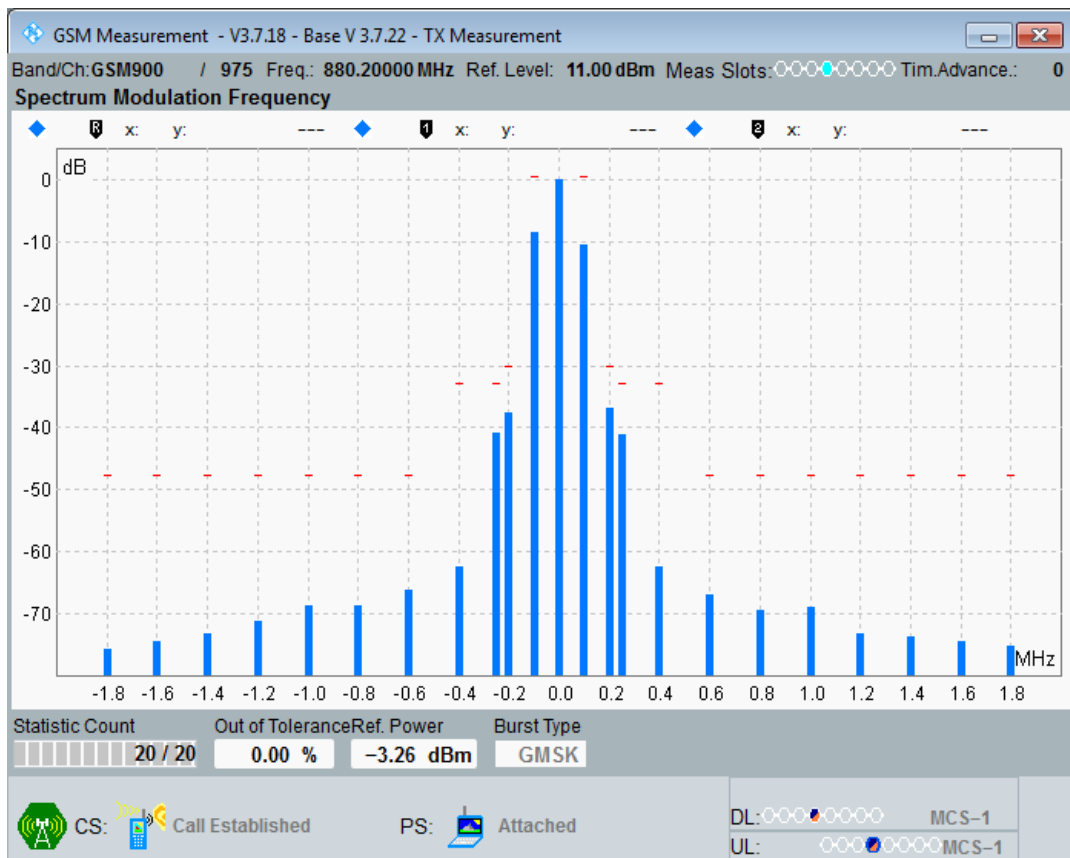 GSM Measurement - V3.7.18 - Base V 3.7.22 - TX Measurement
Band/Ch:GSM900 / 975 Freq.: 880.20000 MHz Ref. Level: 11.00 dBm Meas Slots: Tim.Advance.: 0
Spectrum Modulation Frequency
R x: y: --- 1 x: y: --- 2 x: y: ---
dB
0
-10
-20
-30
-40
-50
-60
-70
MHz
-1.8 -1.6 -1.4 -1.2 -1.0 -0.8 -0.6 -0.4 -0.2 0.0 0.2 0.4 0.6 0.8 1.0 1.2 1.4 1.6 1.8
Statistic Count Out of Tolerance Ref. Power Burst Type
20 / 20 0.00 % −3.26 dBm GMSK
CS: Call Established PS: Attached
DL: MCS−1
UL: MCS−1